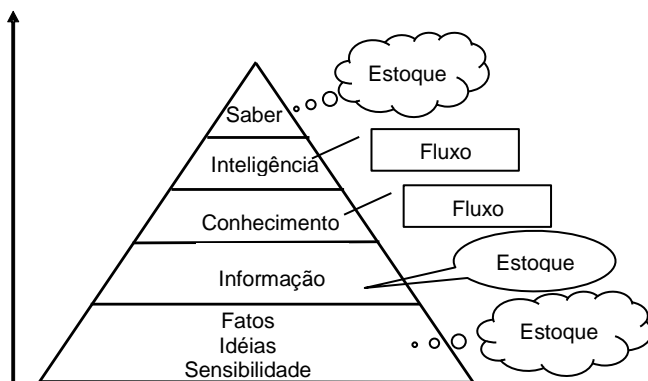 Estoque
Saber
Inteligência
Fluxo
Conhecimento
Fluxo
Informação
Estoque
Fatos
Idéias
Sensibilidade
Estoque